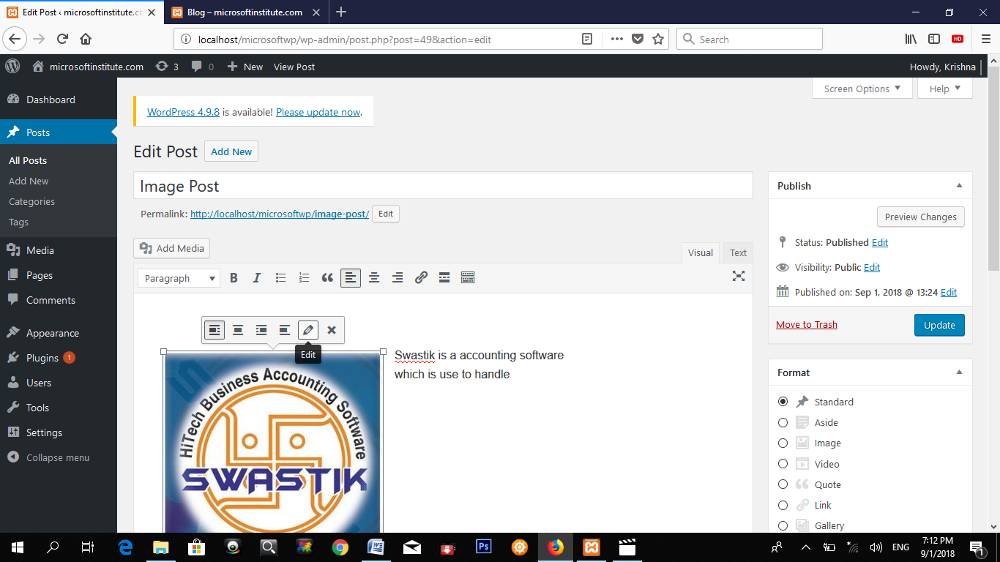 Edit Post ‹ microsoftinstitute.co
Blog – microsoftinstitute.com
localhost/microsoftwp/wp-admin/post.php?post=49&action=edit
Search
HD
microsoftinstitute.com 3 0 New View Post
Howdy, Krishna
Dashboard
Posts
All Posts
Add New
Categories
Tags
Media
Pages
Comments
Appearance
Plugins 1
Users
Tools
Settings
Collapse menu
Screen Options
Help
WordPress 4.9.8 is available! Please update now.
Edit Post Add New
Image Post
Permalink: http://localhost/microsoftwp/image-post/ Edit
Add Media
Visual Text
Paragraph B I
Edit
HiTech Business Accounting Software
SWASTIK
Swastik is a accounting software
which is use to handle
Publish
Preview Changes
Status: Published Edit
Visibility: Public Edit
Published on: Sep 1, 2018 @ 13:24 Edit
Move to Trash
Update
Format
Standard
Aside
Image
Video
Quote
Link
Gallery
Ps
ENG
7:12 PM
9/1/2018
1